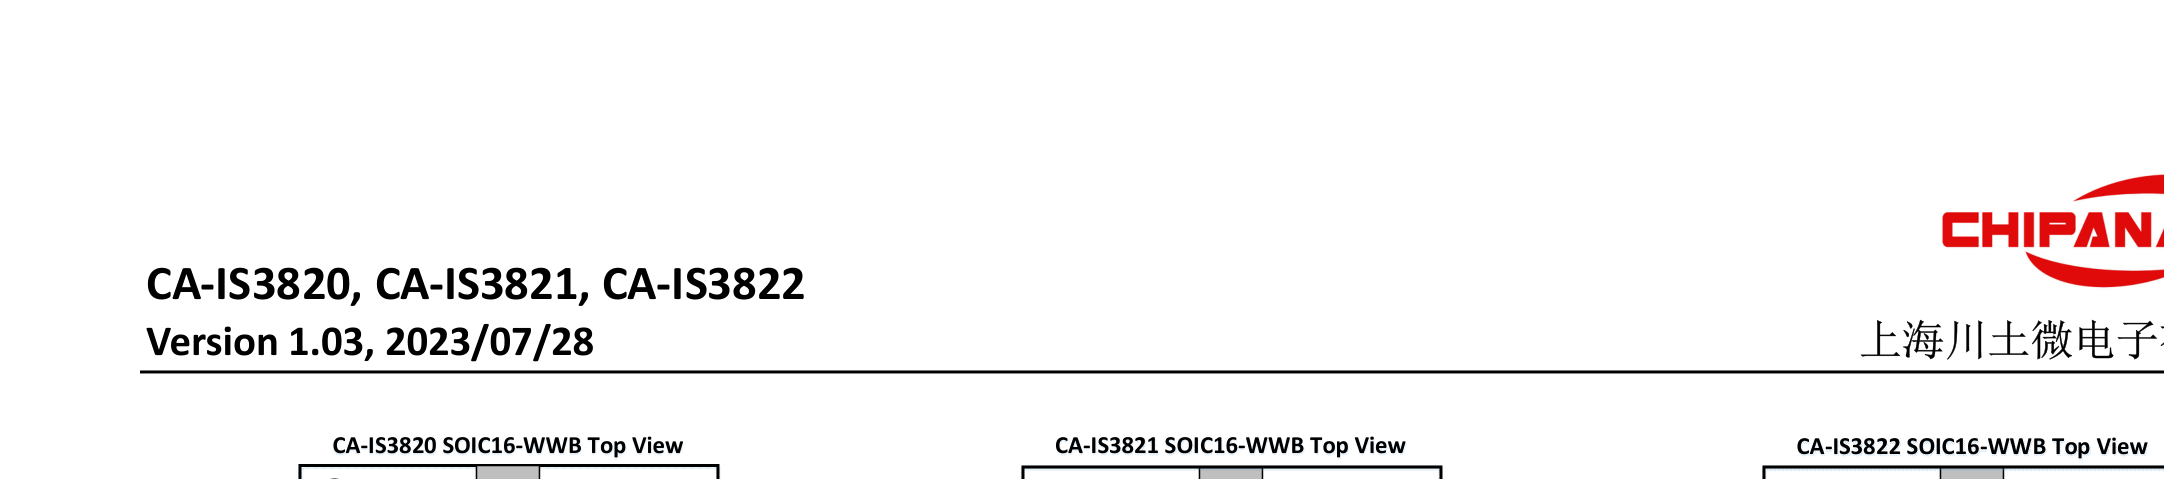 CHIPAN
CA-IS3820, CA-IS3821, CA-IS3822
Version 1.03, 2023/07/28
上海川土微电子
CA-IS3820 SOIC16-WWB Top View
CA-IS3821 SOIC16-WWB Top View
CA-IS3822 SOIC16-WWB Top View